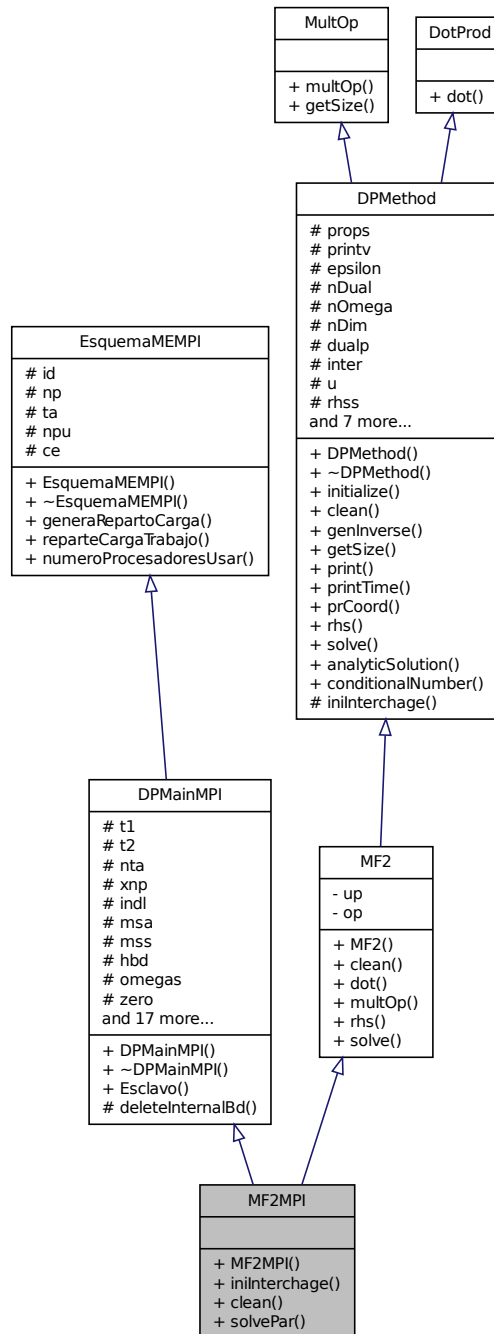 MultOp
+ multOp()
+ getSize()
DotProd
+ dot()
DPMethod
# props
# printv
# epsilon
# nDual
# nOmega
# nDim
# dualp
# inter
# u
# rhss
and 7 more...
+ DPMethod()
+ ~DPMethod()
+ initialize()
+ clean()
+ genInverse()
+ getSize()
+ print()
+ printTime()
+ prCoord()
+ rhs()
+ solve()
+ analyticSolution()
+ conditionalNumber()
# iniInterchage()
EsquemaMEMPI
# id
# np
# ta
# npu
# ce
+ EsquemaMEMPI()
+ ~EsquemaMEMPI()
+ generaRepartoCarga()
+ reparteCargaTrabajo()
+ numeroProcesadoresUsar()
DPMainMPI
# t1
# t2
# nta
# xnp
# indl
# msa
# mss
# hbd
# omegas
# zero
and 17 more...
+ DPMainMPI()
+ ~DPMainMPI()
+ Esclavo()
# deleteInternalBd()
MF2
- up
- op
+ MF2()
+ clean()
+ dot()
+ multOp()
+ rhs()
+ solve()
MF2MPI
+ MF2MPI()
+ iniInterchage()
+ clean()
+ solvePar()